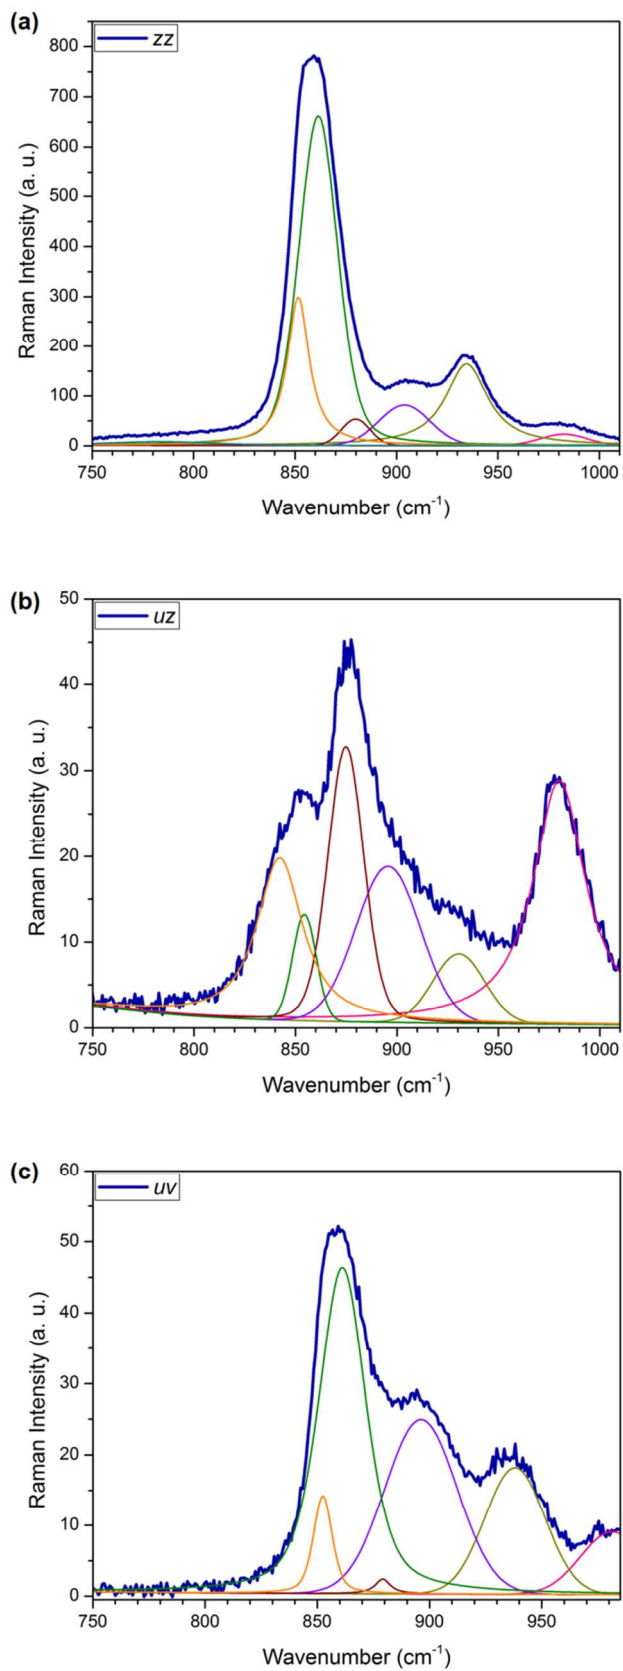 (a)
zz
800
700
600
500
400
300
200
100
0
Raman Intensity (a. u.)
750 800 850 900 950 1000
Wavenumber (cm⁻¹)
(b)
uz
50
40
30
20
10
0
Raman Intensity (a. u.)
750 800 850 900 950 1000
Wavenumber (cm⁻¹)
(c)
uv
60
50
40
30
20
10
0
Raman Intensity (a. u.)
750 800 850 900 950
Wavenumber (cm⁻¹)